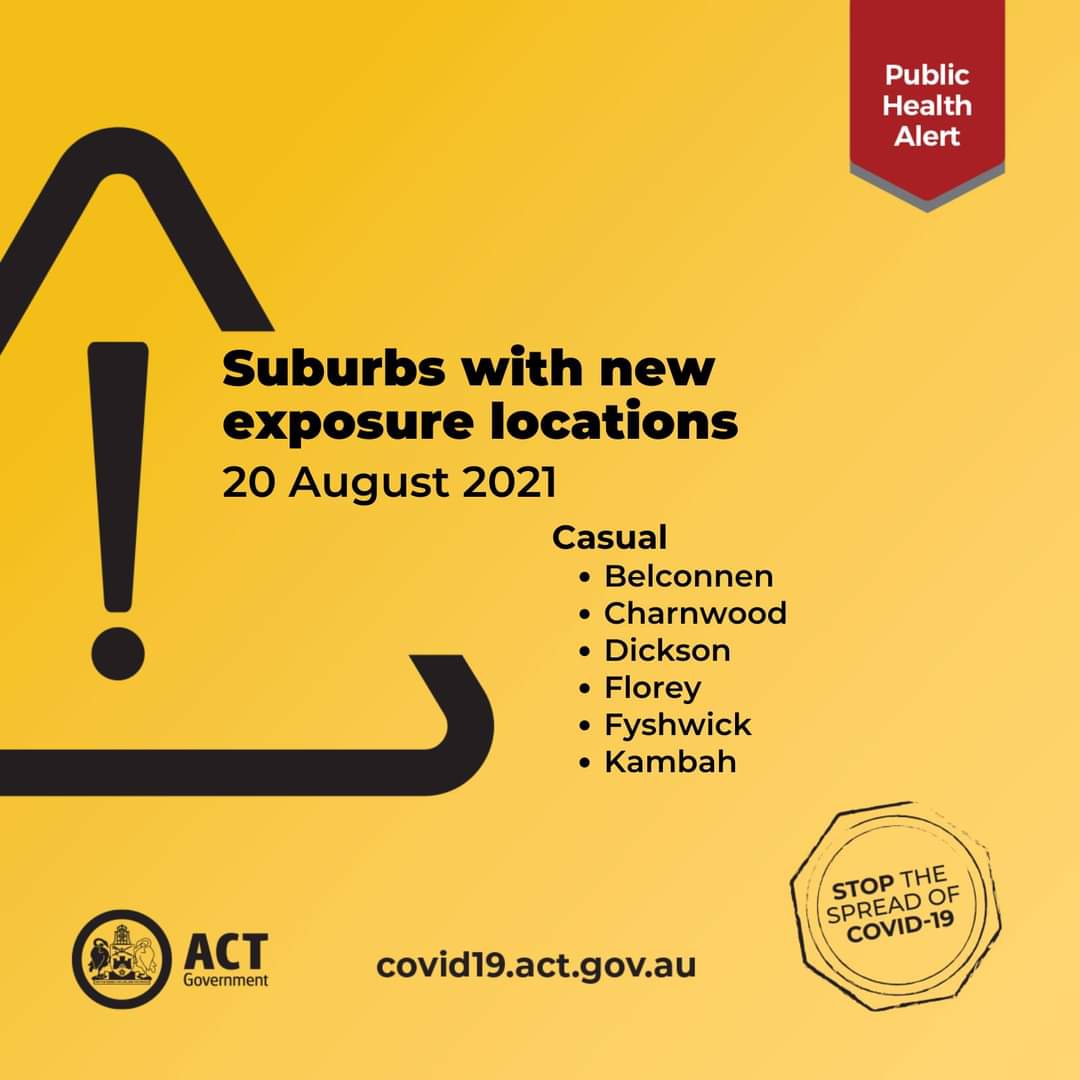 Public
Health
Alert
Suburbs with new
exposure locations
20 August 2021
Casual
• Belconnen
• Charnwood
• Dickson
• Florey
• Fyshwick
• Kambah
STOP THE
SPREAD OF
COVID-19
ACT
Government
covid19.act.gov.au